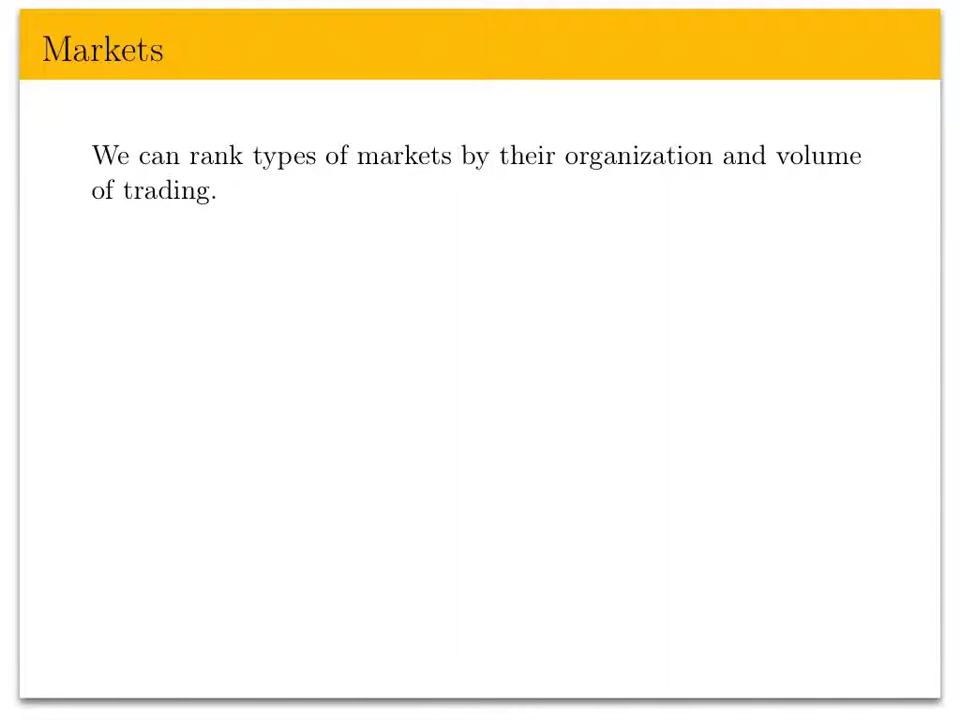 Markets
We can rank types of markets by their organization and volume
of trading.